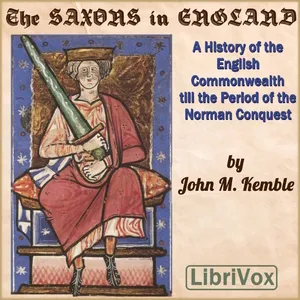 The SAXONS in ENGLAND
A History of the
English
Commonwealth
till the Period of the
Norman Conquest
by
John M. Kemble
LibriVox